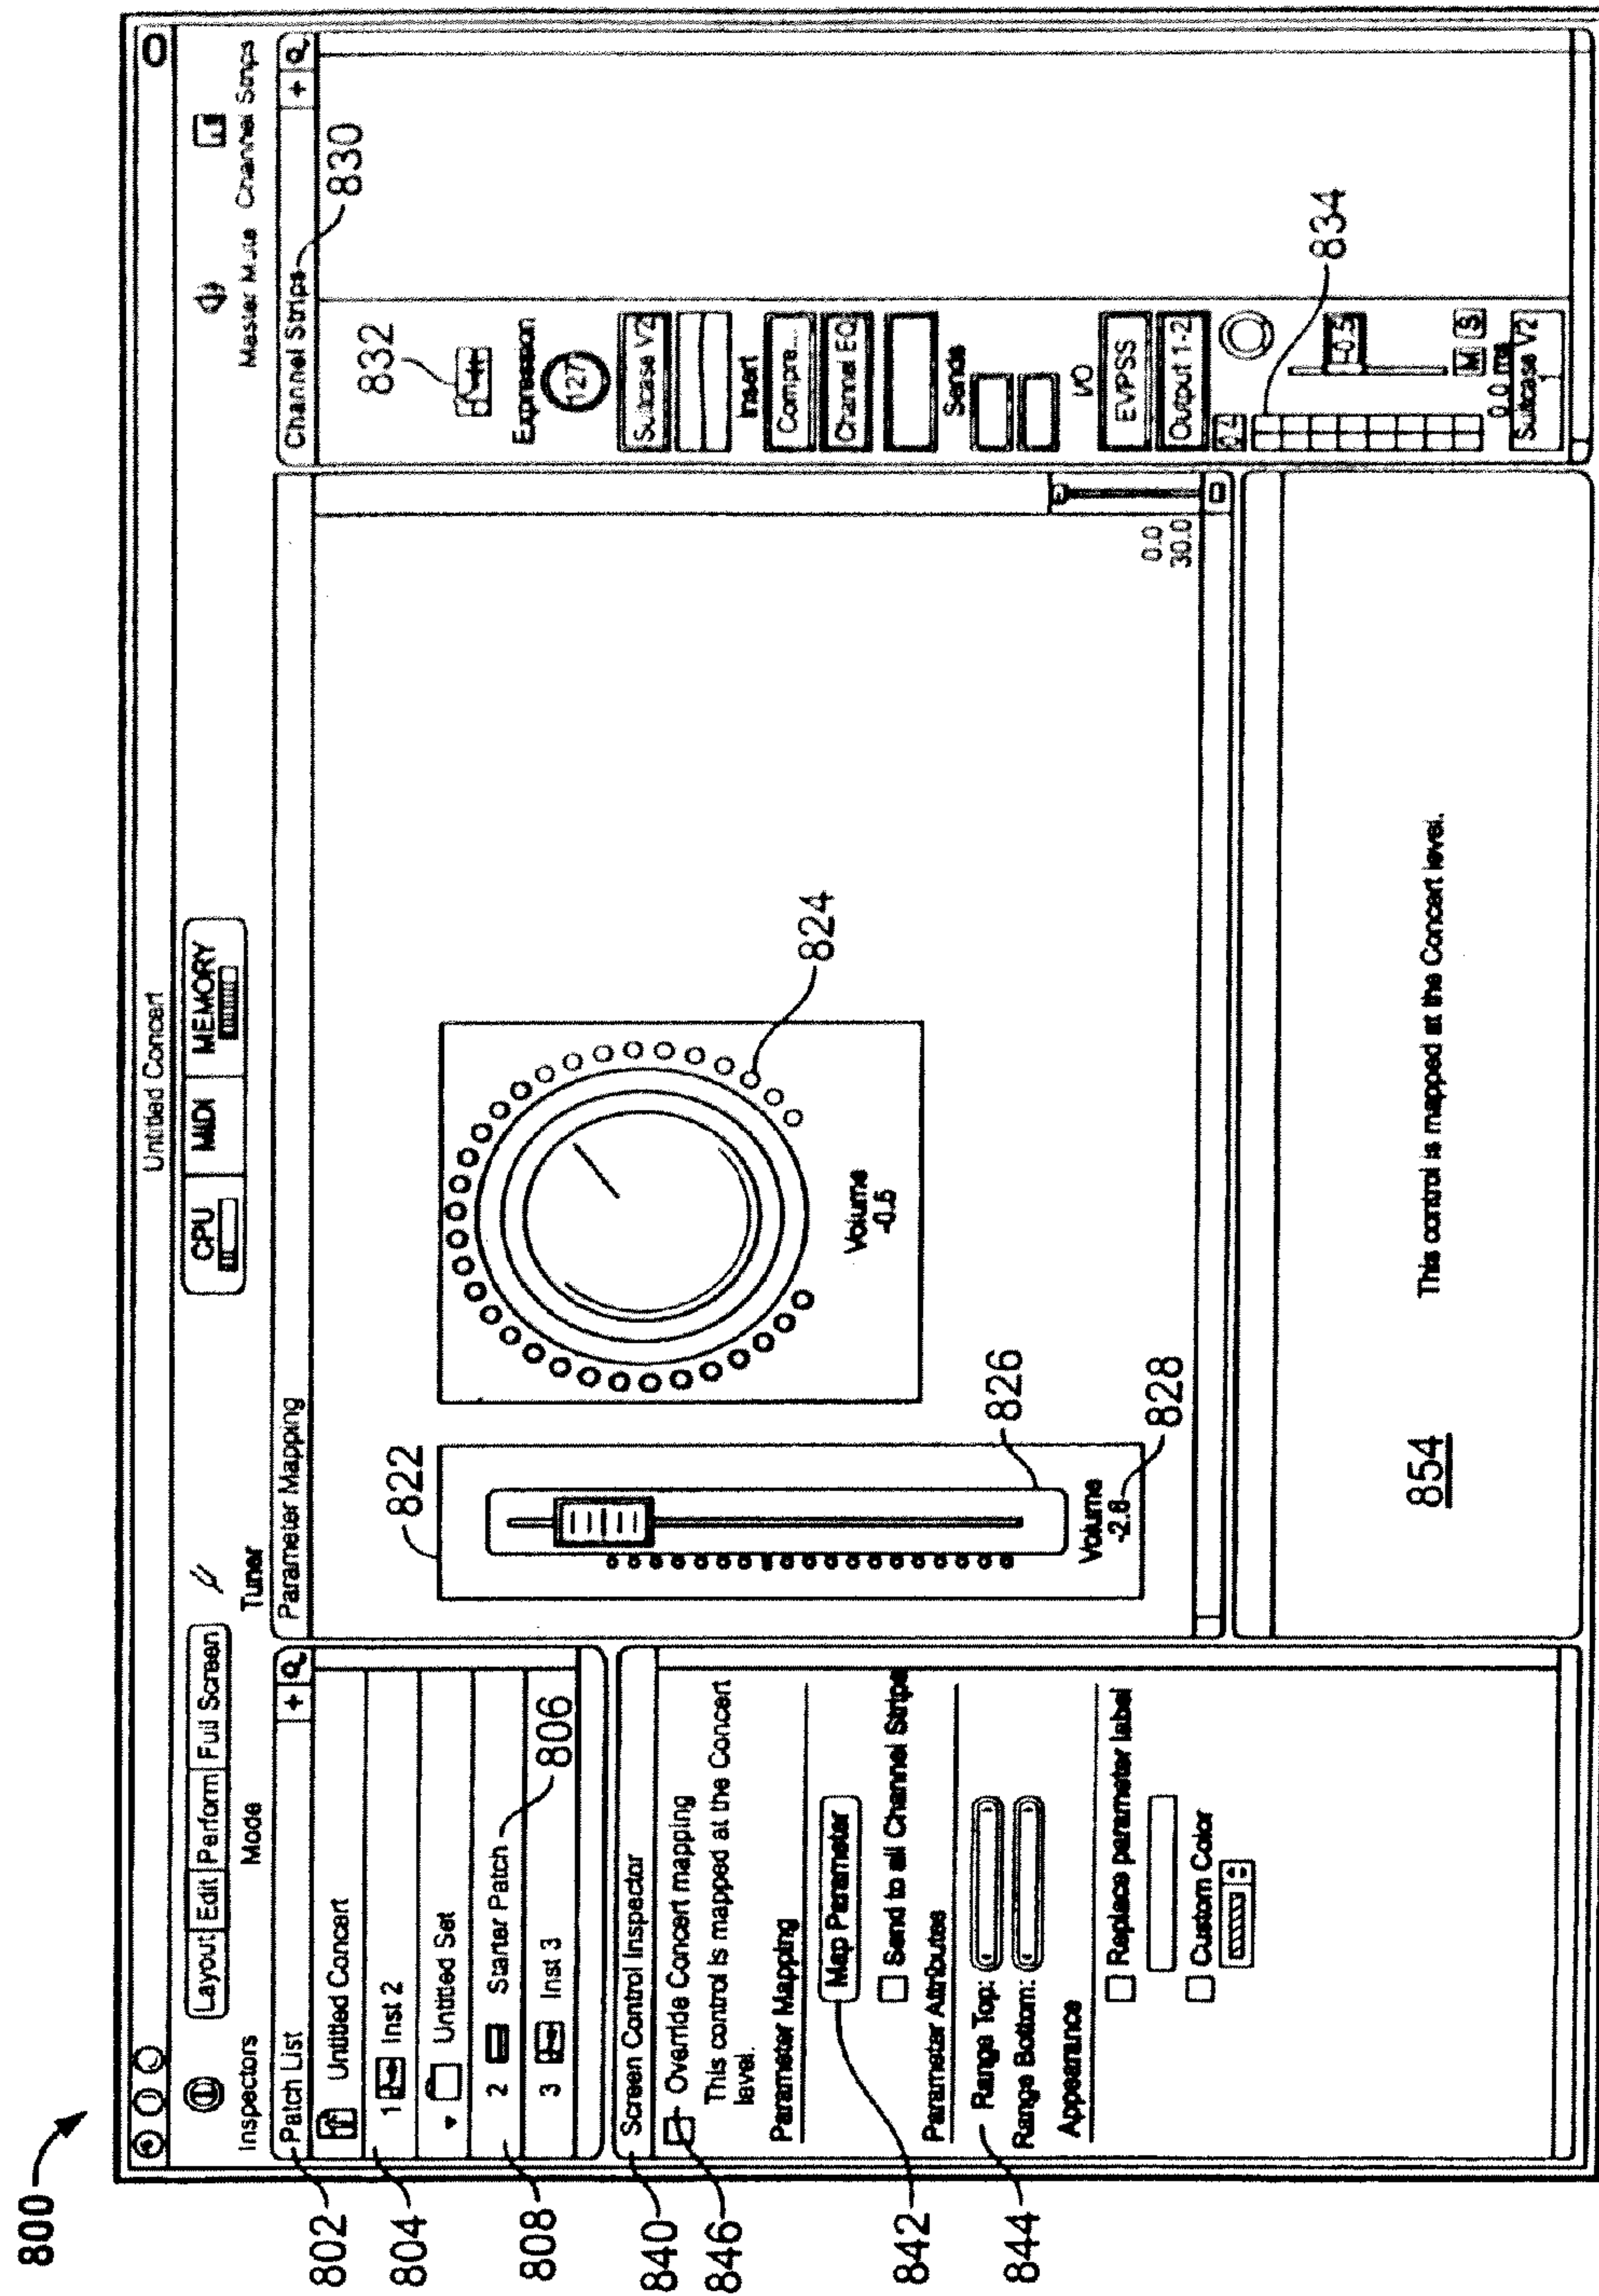 800
Untitled Concert
Layout Edit Perform Full Screen
CPU MIDI MEMORY
Inspectors Mode Tuner Master Mute Channel Strips
802
Patch List + Q
Untitled Concert
804
1 Inst 2
Untitled Set
808
2 Starter Patch
806
3 Inst 3
840
Screen Control Inspector
846
Override Concert mapping
This control is mapped at the Concert
level.
Parameter Mapping
842
Map Parameter
Send to all Channel Strips
Parameter Attributes
844
Range Top:
Range Bottom:
Appearance
Replace parameter label
Custom Color
Parameter Mapping
822
824
826
Volume
-2.6
828
Volume
-0.5
0.0
30.0
854
This control is mapped at the Concert level.
Channel Strips + Q
830
832
Expression
127
Suitcase V2
Insert
Compre...
Channel EQ
Sends
I/O
EVPSS
Output 1-2
-0.5
834
M S
0.0 ms
Suitcase V2